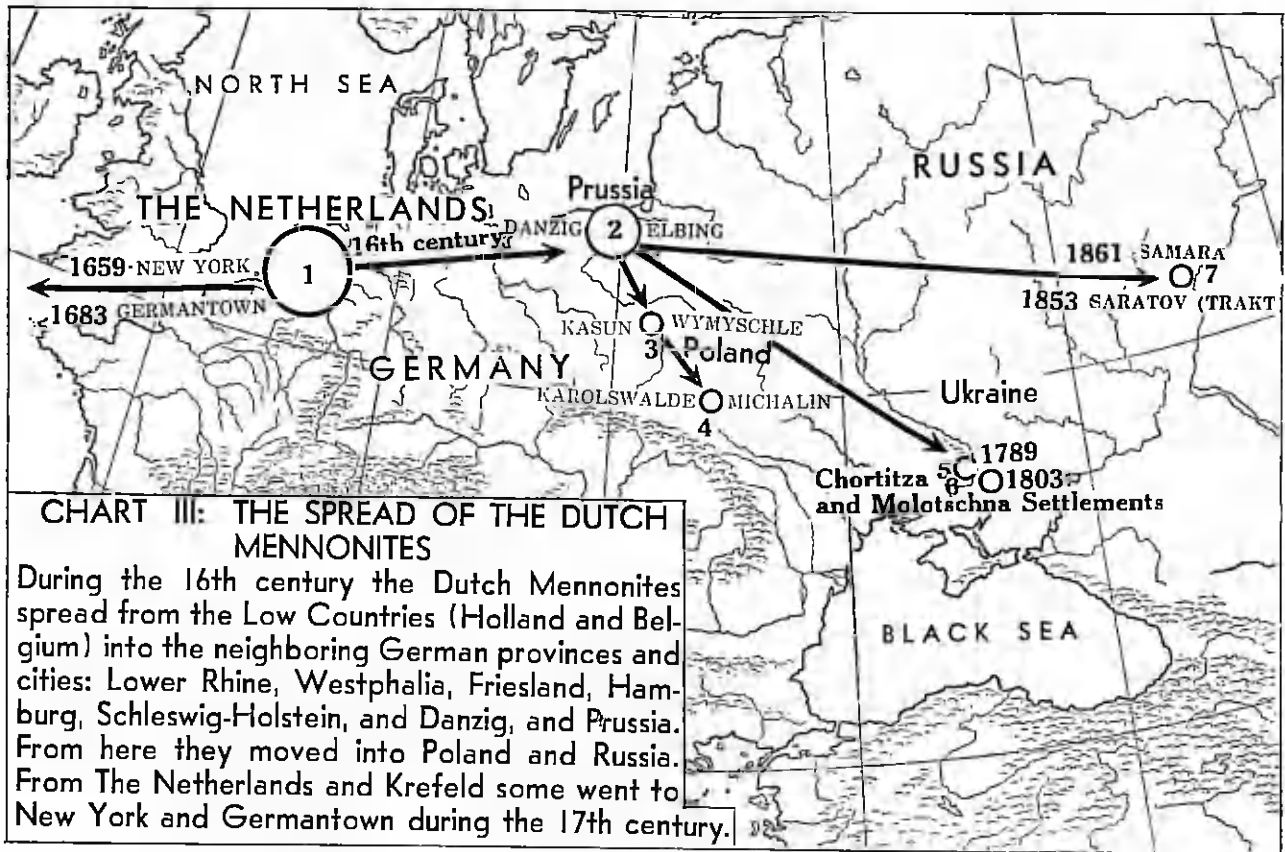 NORTH SEA
RUSSIA
Prussia
THE NETHERLANDS
DANZIG 2 ELBING
16th century
1659 NEW YORK
1
1861 SAMARA
7
1683 GERMANTOWN
1853 SARATOV (TRAKT
KASUN WYMYSCHLE
3 Poland
GERMANY
Ukraine
KAROLSWALDE MICHALIN
4
1789
Chortitza 5
6 1803
and Molotschna Settlements
BLACK SEA
CHART III: THE SPREAD OF THE DUTCH
MENNONITES
During the 16th century the Dutch Mennonites
spread from the Low Countries (Holland and Bel-
gium) into the neighboring German provinces and
cities: Lower Rhine, Westphalia, Friesland, Ham-
burg, Schleswig-Holstein, and Danzig, and Prussia.
From here they moved into Poland and Russia.
From The Netherlands and Krefeld some went to
New York and Germantown during the 17th century.